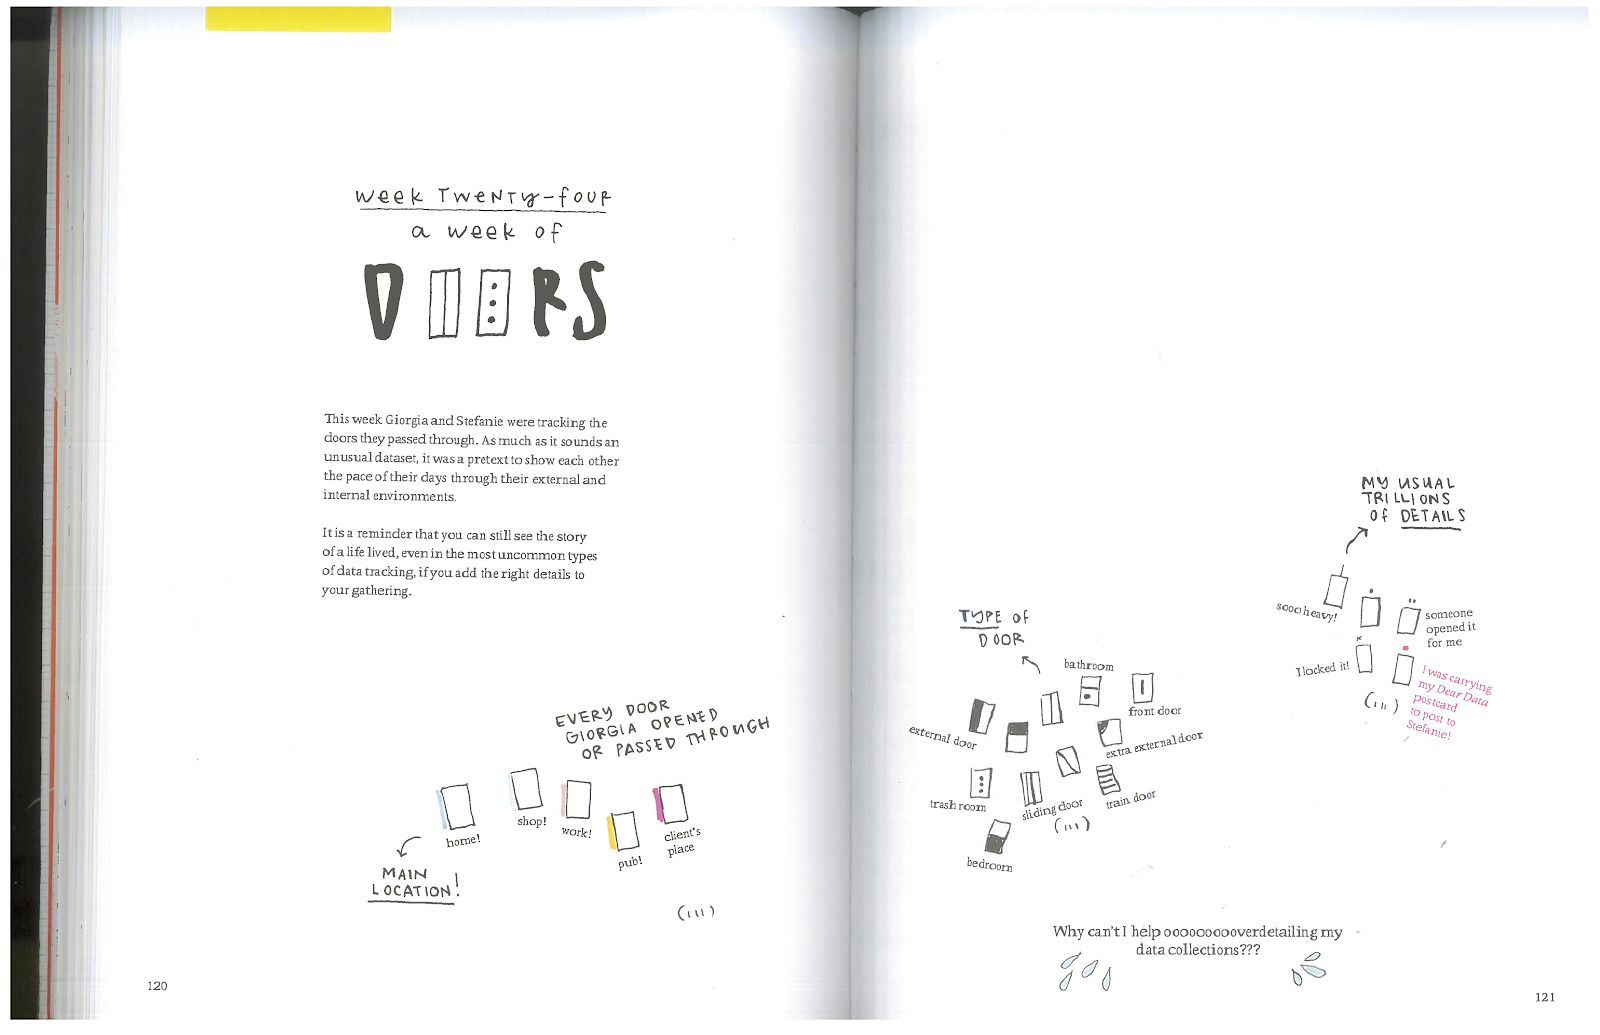 week TWENTY-fOUR
a week of
DOORS
This week Giorgia and Stefanie were tracking the
doors they passed through. As much as it sounds an
unusual dataset, it was a pretext to show each other
the pace of their days through their external and
internal environments.
It is a reminder that you can still see the story
of a life lived, even in the most uncommon types
of data tracking, if you add the right details to
your gathering.
EVERY DOOR
GIORGIA OPENED
OR PASSED THROUGH
home!
shop!
work!
pub!
client's
place
MAIN
LOCATION!
(...)
120
MY USUAL
TRILLIONS
Of DETAILS
sooo heavy!
someone
opened it
for me
I locked it!
I was carrying
my Dear Data
postcard
to post to
Stefanie!
(...)
TYPE Of
DOOR
bathroom
front door
external door
extra external door
trash room
sliding door
train door
(...)
bedroom
Why can't I help oooooooooverdetailing my
data collections???
121